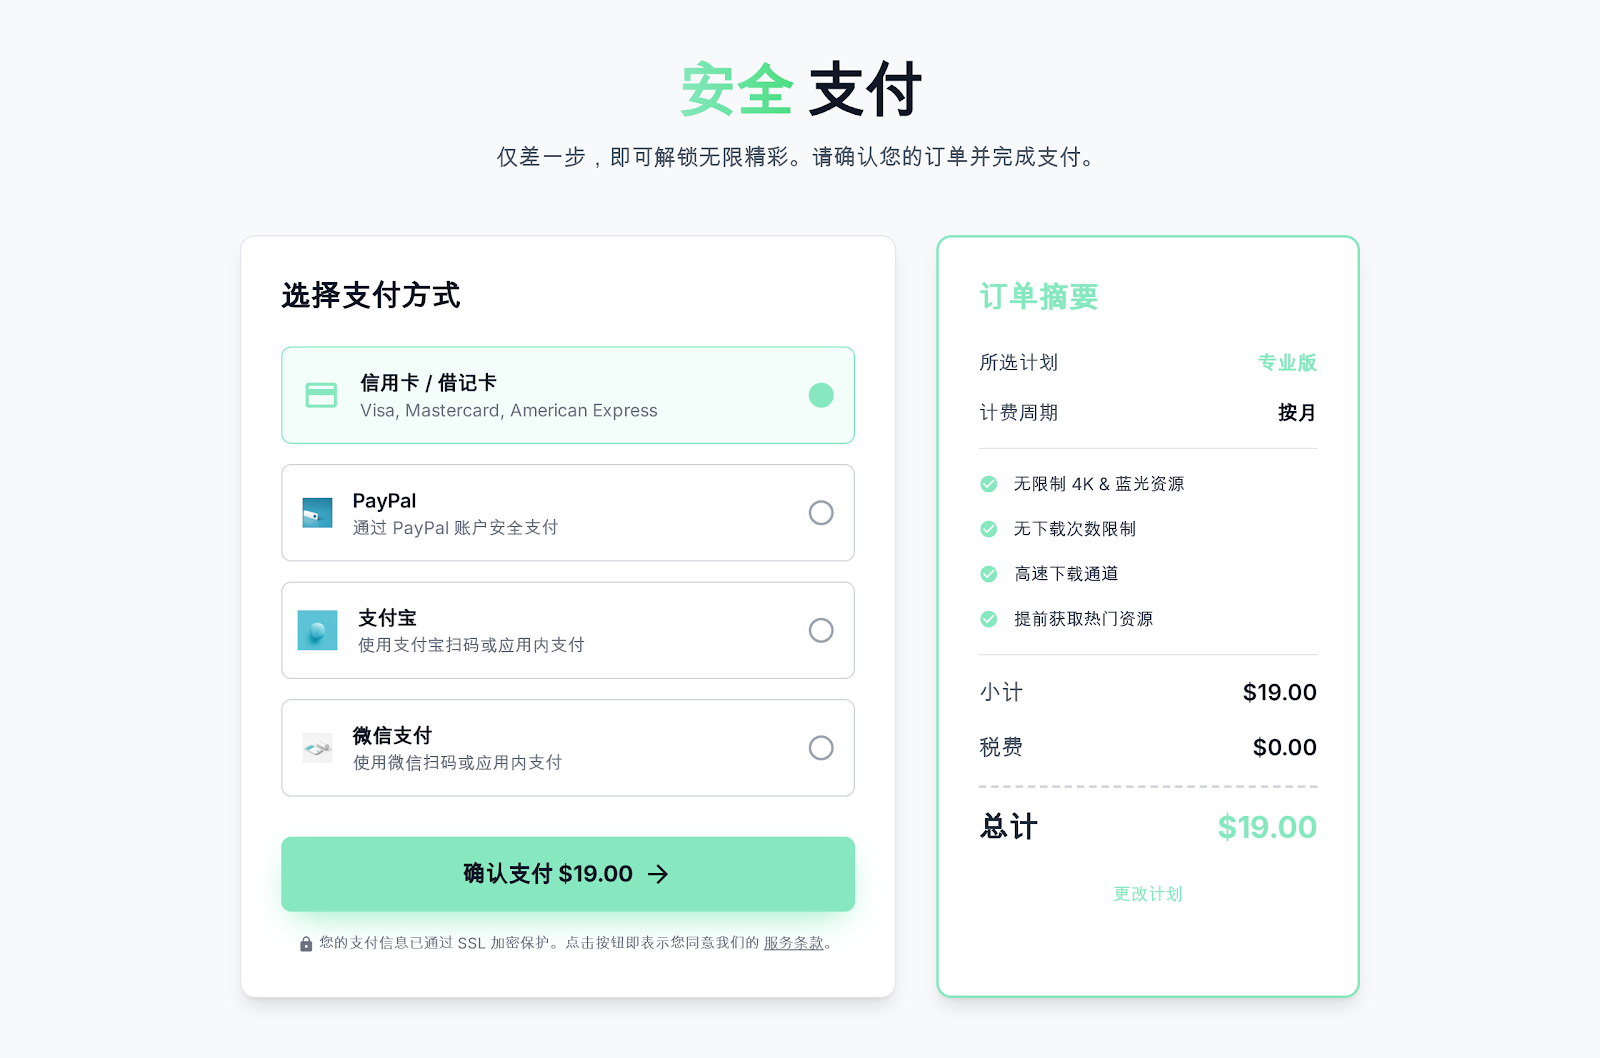 安全 支付
仅差一步，即可解锁无限精彩。请确认您的订单并完成支付。
选择支付方式
信用卡 / 借记卡
Visa, Mastercard, American Express
PayPal
通过 PayPal 账户安全支付
支付宝
使用支付宝扫码或应用内支付
微信支付
使用微信扫码或应用内支付
确认支付 $19.00 →
您的支付信息已通过 SSL 加密保护。点击按钮即表示您同意我们的 服务条款。
订单摘要
所选计划 专业版
计费周期 按月
无限制 4K & 蓝光资源
无下载次数限制
高速下载通道
提前获取热门资源
小计 $19.00
税费 $0.00
总计 $19.00
更改计划